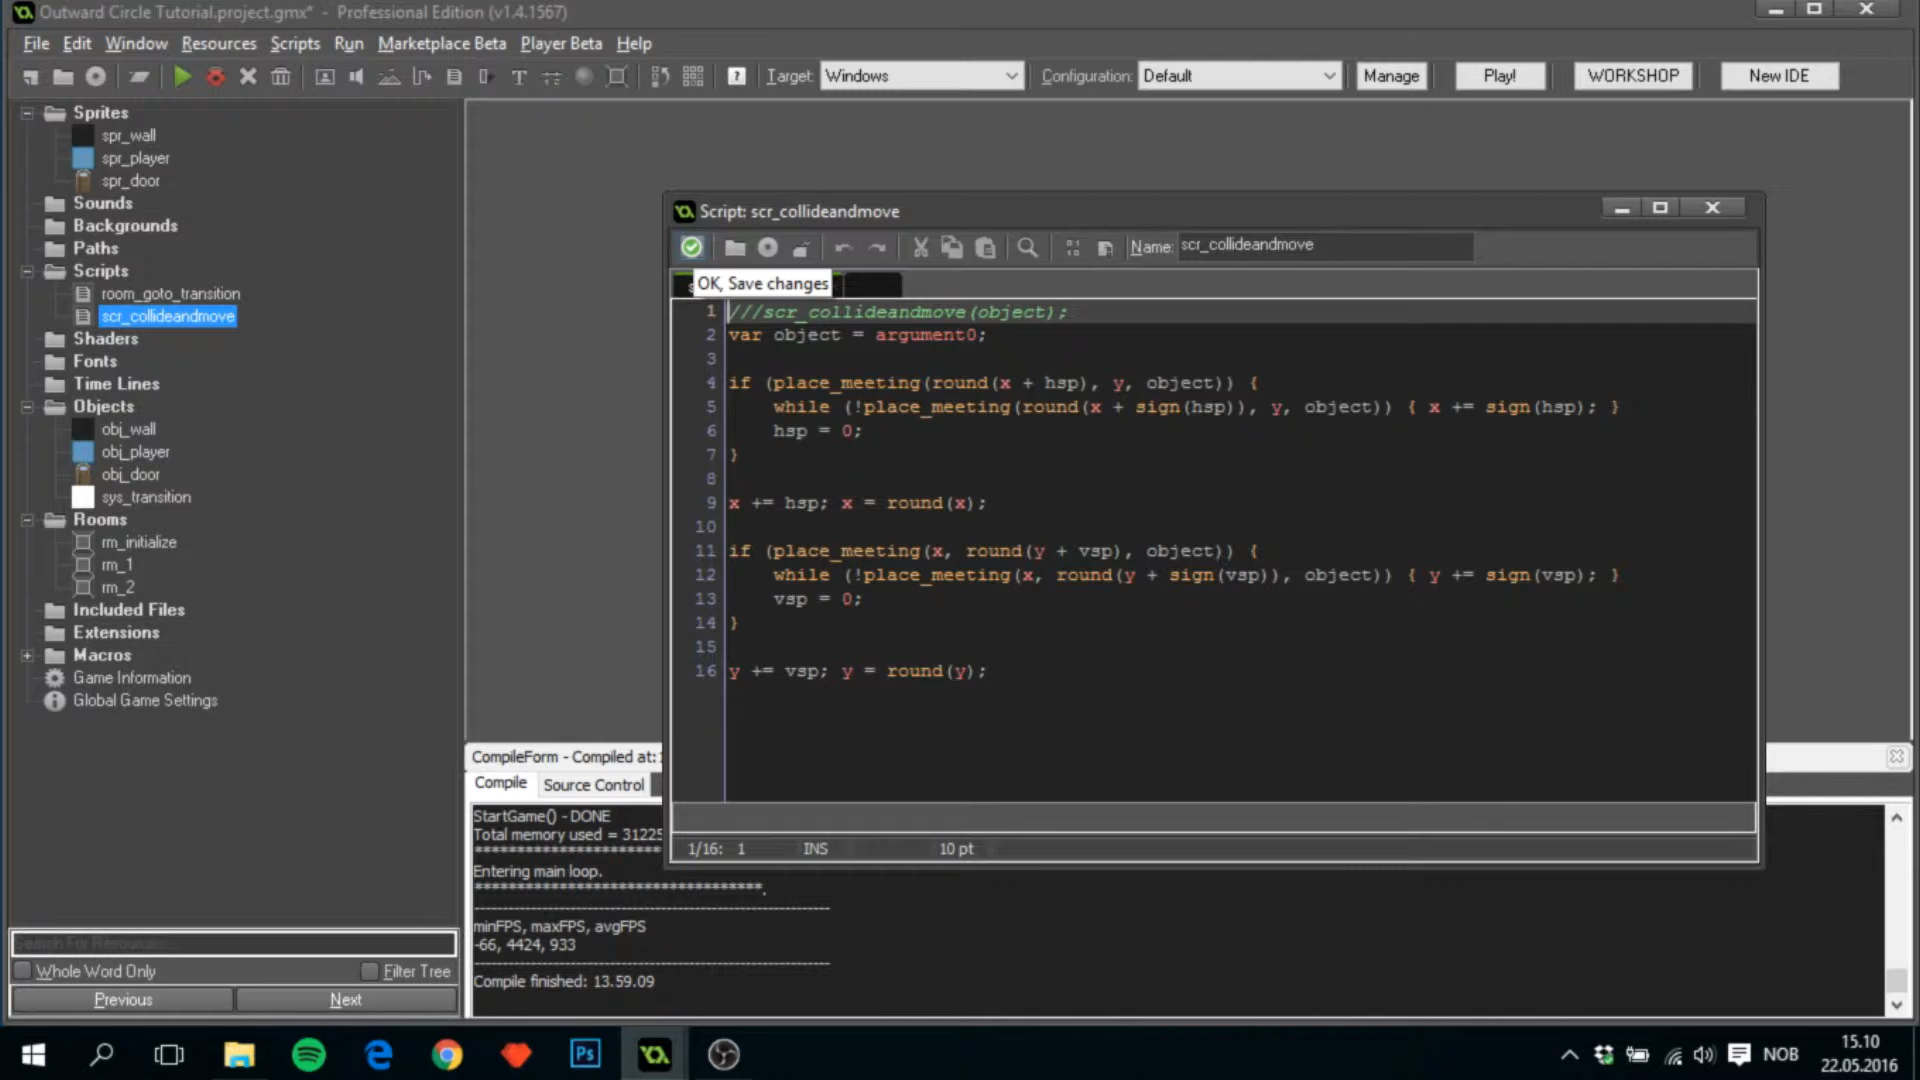 Outward Circle Tutorial.project.gmx* - Professional Edition (v1.4.1567)
File Edit Window Resources Scripts Run Marketplace Beta Player Beta Help
Target: Windows Configuration: Default Manage Play! WORKSHOP New IDE
Sprites
spr_wall
spr_player
spr_door
Sounds
Backgrounds
Paths
Scripts
room_goto_transition
scr_collideandmove
Shaders
Fonts
Time Lines
Objects
obj_wall
obj_player
obj_door
sys_transition
Rooms
rm_initialize
rm_1
rm_2
Included Files
Extensions
Macros
Game Information
Global Game Settings
Search For Resource...
Whole Word Only Filter Tree
Previous Next
Script: scr_collideandmove
Name: scr_collideandmove
OK, Save changes
1 ///scr_collideandmove(object);
2 var object = argument0;
3
4 if (place_meeting(round(x + hsp), y, object)) {
5 while (!place_meeting(round(x + sign(hsp)), y, object)) { x += sign(hsp); }
6 hsp = 0;
7 }
8
9 x += hsp; x = round(x);
10
11 if (place_meeting(x, round(y + vsp), object)) {
12 while (!place_meeting(x, round(y + sign(vsp)), object)) { y += sign(vsp); }
13 vsp = 0;
14 }
15
16 y += vsp; y = round(y);
1/16: 1 INS 10 pt
CompileForm - Compiled at:
Compile Source Control
StartGame() - DONE
Total memory used = 31225
************************
Entering main loop.
**********************************.
minFPS, maxFPS, avgFPS
-66, 4424, 933
Compile finished: 13.59.09
Ps
NOB
15.10
22.05.2016